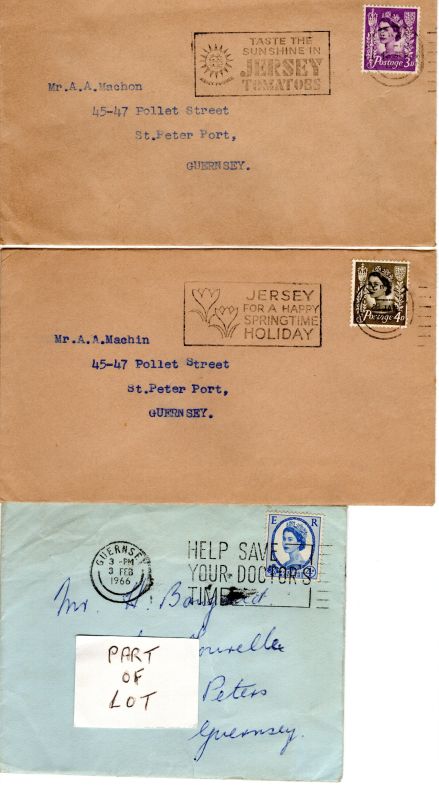 TASTE THE
SUNSHINE IN
JERSEY
TOMATOES
Postage 3D
Mr.A.A.Machon
45-47 Pollet Street
St.Peter Port,
GUERNSEY.
JERSEY
FOR A HAPPY
SPRINGTIME
HOLIDAY
Postage 4D
Mr.A.A.Machin
45-47 Pollet Street
St.Peter Port,
GUERNSEY.
E R
GUERNSEY
3 -PM
3 FEB
1966
HELP SAVE
YOUR DOCTOR'S
TIME
Mr. H.
PART
OF
LOT
Peters
Guernsey.